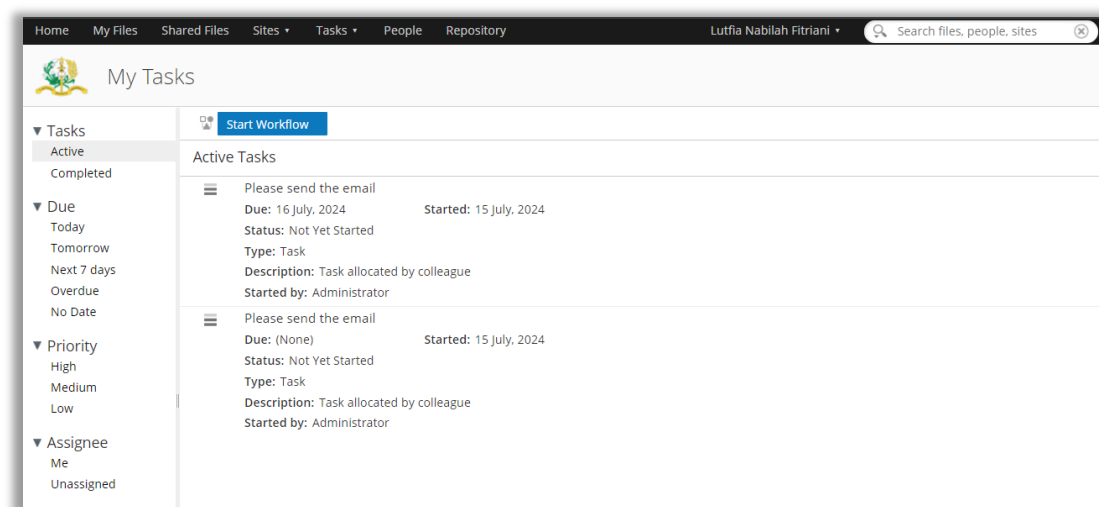 Home My Files Shared Files Sites ▾ Tasks ▾ People Repository Lutfia Nabilah Fitriani ▾ Search files, people, sites
My Tasks
Start Workflow
Tasks
Active
Completed
Due
Today
Tomorrow
Next 7 days
Overdue
No Date
Priority
High
Medium
Low
Assignee
Me
Unassigned
Active Tasks
Please send the email
Due: 16 July, 2024 Started: 15 July, 2024
Status: Not Yet Started
Type: Task
Description: Task allocated by colleague
Started by: Administrator
Please send the email
Due: (None) Started: 15 July, 2024
Status: Not Yet Started
Type: Task
Description: Task allocated by colleague
Started by: Administrator